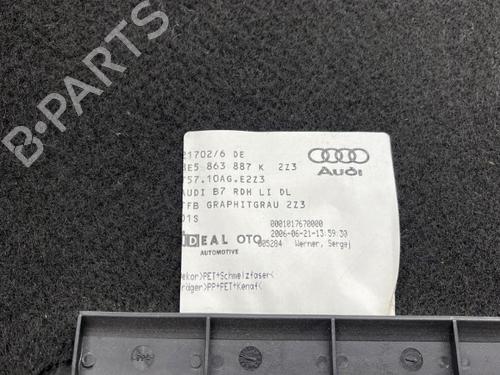 B-PARTS
21702/6 DE
8E5 863 887 K 2Z3
757.10AG.E2Z3
AUDI B7 RDH LI DL
TFB GRAPHITGRAU 2Z3
01S
Audi
0001017670000
2006-06-21-13:59:30
005284 Werner, Sergej
IDEAL OTO
AUTOMOTIVE
ekor>PET+Schmelzfaser<
räger>PP+PET+Kenaf<